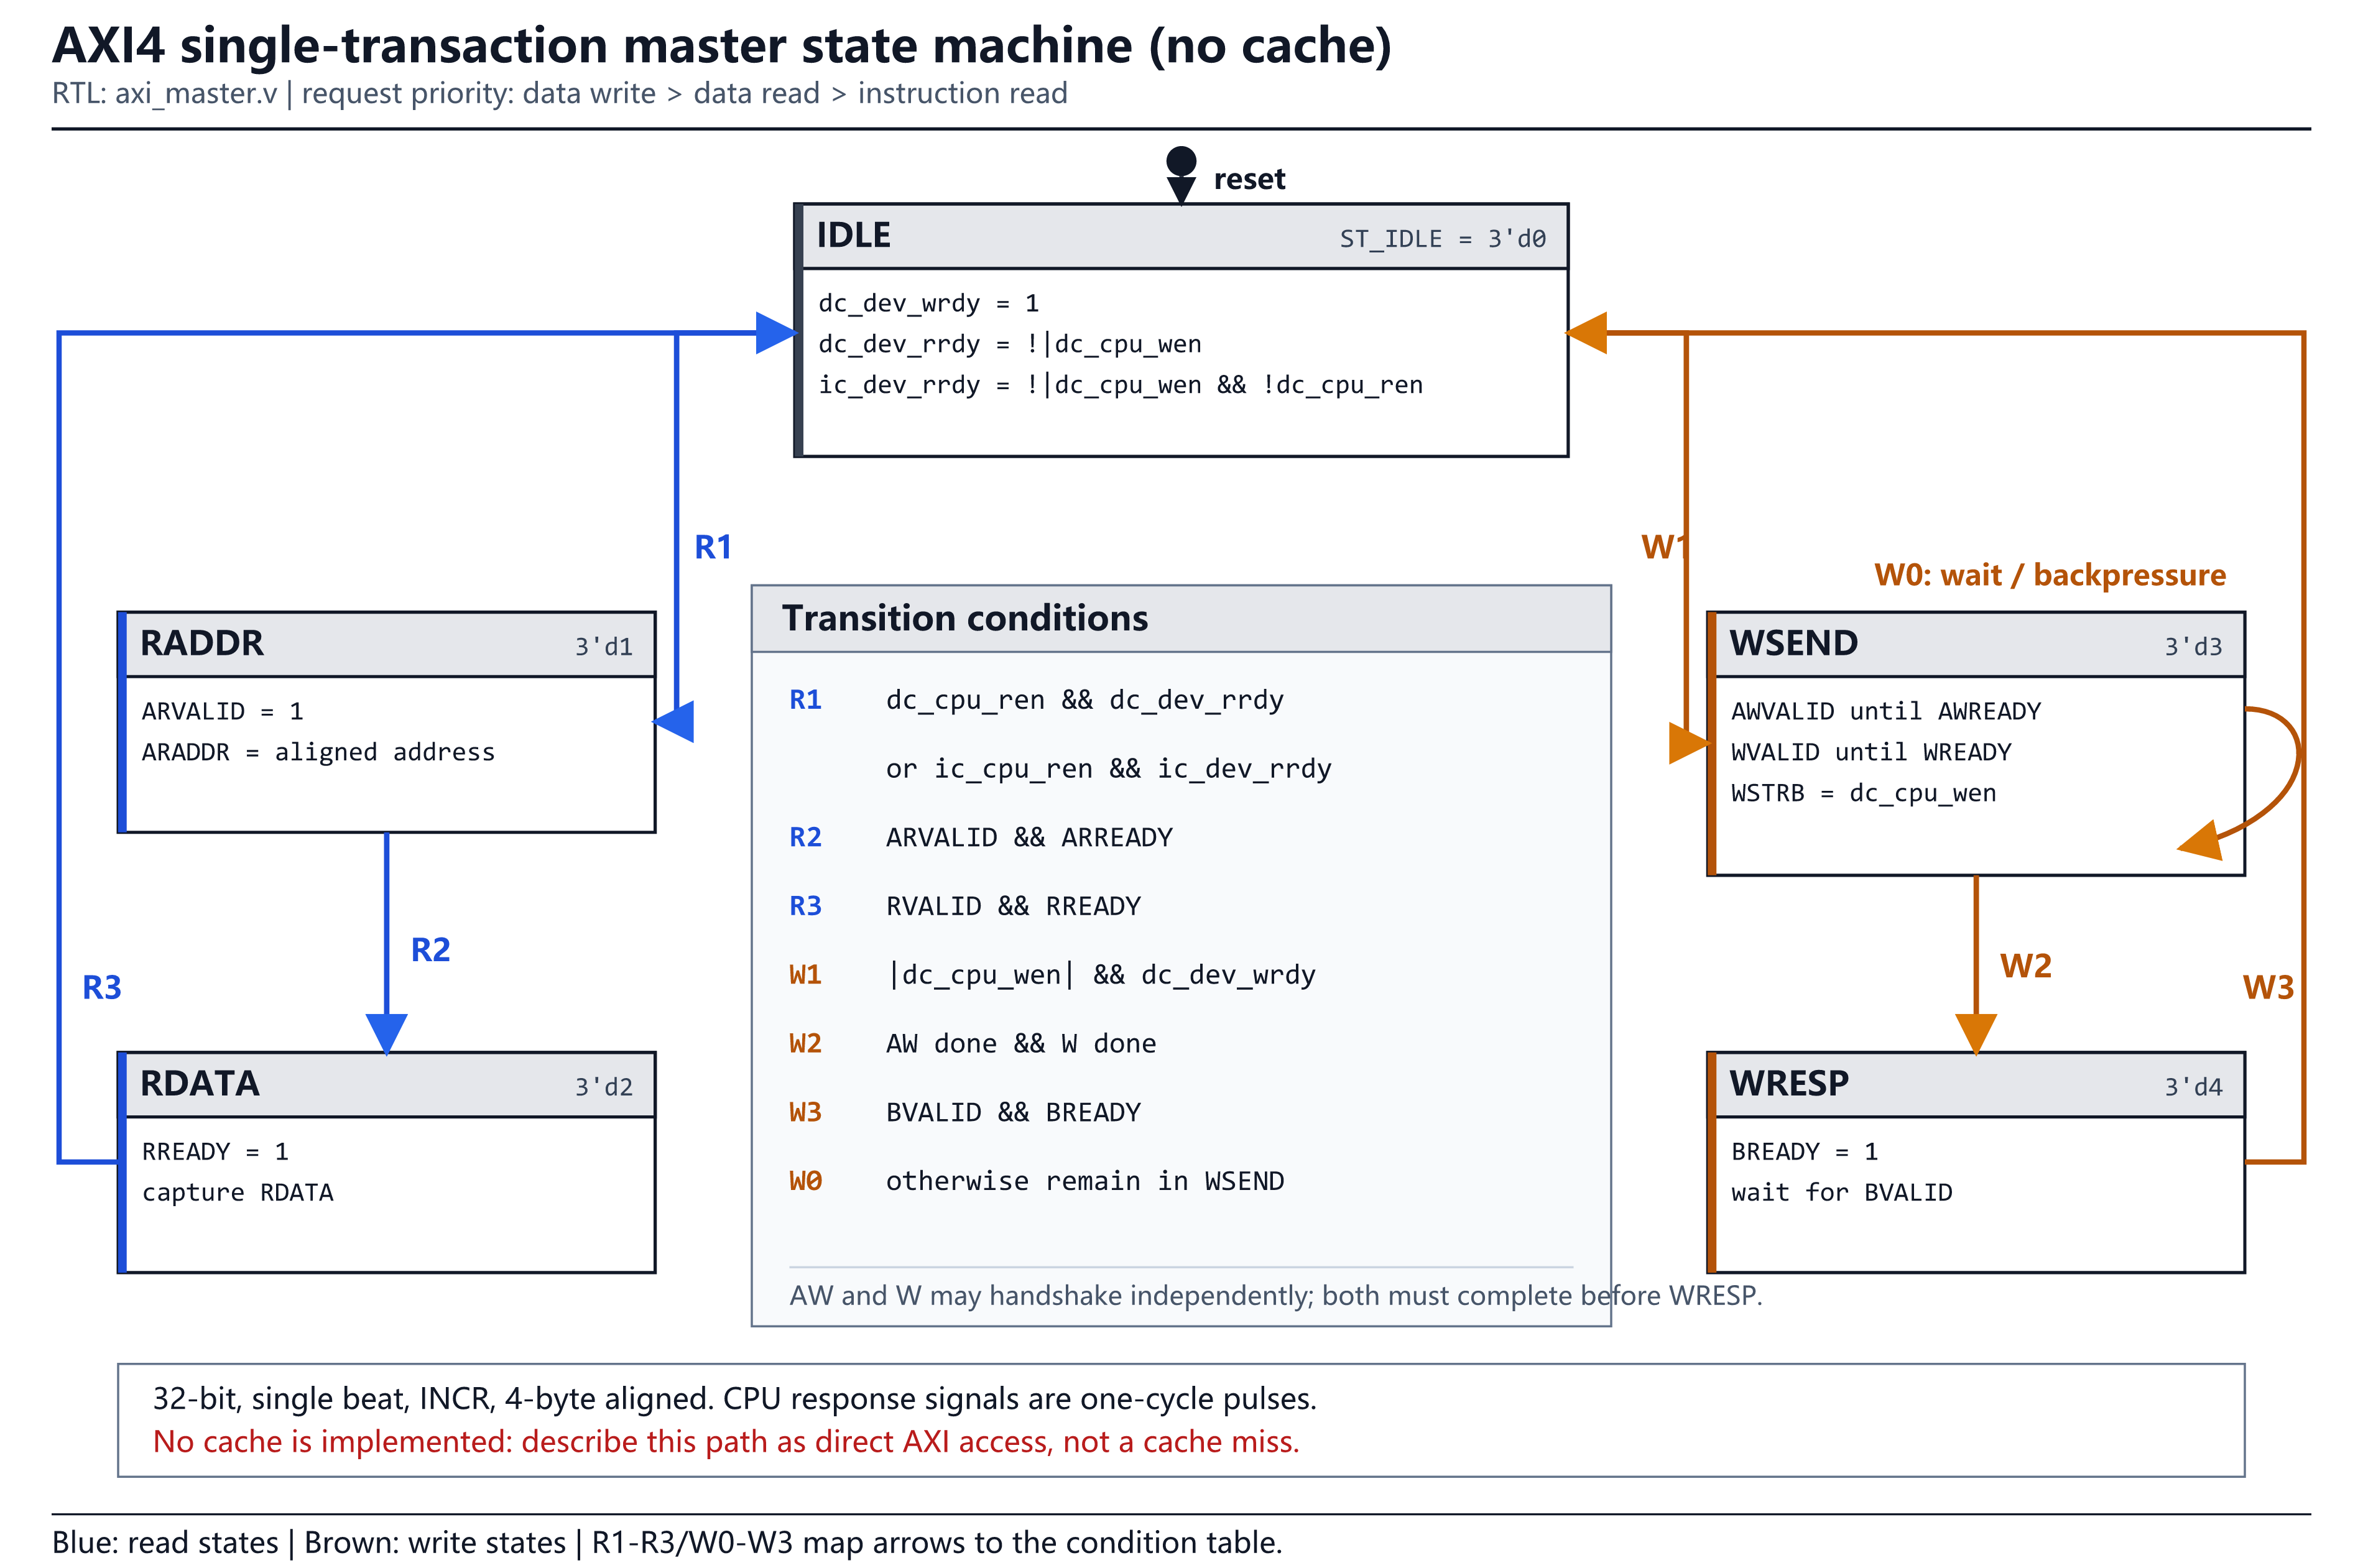 AXI4 single-transaction master state machine (no cache)
RTL: axi_master.v | request priority: data write > data read > instruction read
reset
IDLE ST_IDLE = 3'd0
dc_dev_wrdy = 1
dc_dev_rrdy = !|dc_cpu_wen
ic_dev_rrdy = !|dc_cpu_wen && !dc_cpu_ren
R1
W1
W0: wait / backpressure
RADDR 3'd1
ARVALID = 1
ARADDR = aligned address
R2
R3
RDATA 3'd2
RREADY = 1
capture RDATA
Transition conditions
R1 dc_cpu_ren && dc_dev_rrdy
or ic_cpu_ren && ic_dev_rrdy
R2 ARVALID && ARREADY
R3 RVALID && RREADY
W1 |dc_cpu_wen| && dc_dev_wrdy
W2 AW done && W done
W3 BVALID && BREADY
W0 otherwise remain in WSEND
AW and W may handshake independently; both must complete before WRESP.
WSEND 3'd3
AWVALID until AWREADY
WVALID until WREADY
WSTRB = dc_cpu_wen
W2
W3
WRESP 3'd4
BREADY = 1
wait for BVALID
32-bit, single beat, INCR, 4-byte aligned. CPU response signals are one-cycle pulses.
No cache is implemented: describe this path as direct AXI access, not a cache miss.
Blue: read states | Brown: write states | R1-R3/W0-W3 map arrows to the condition table.